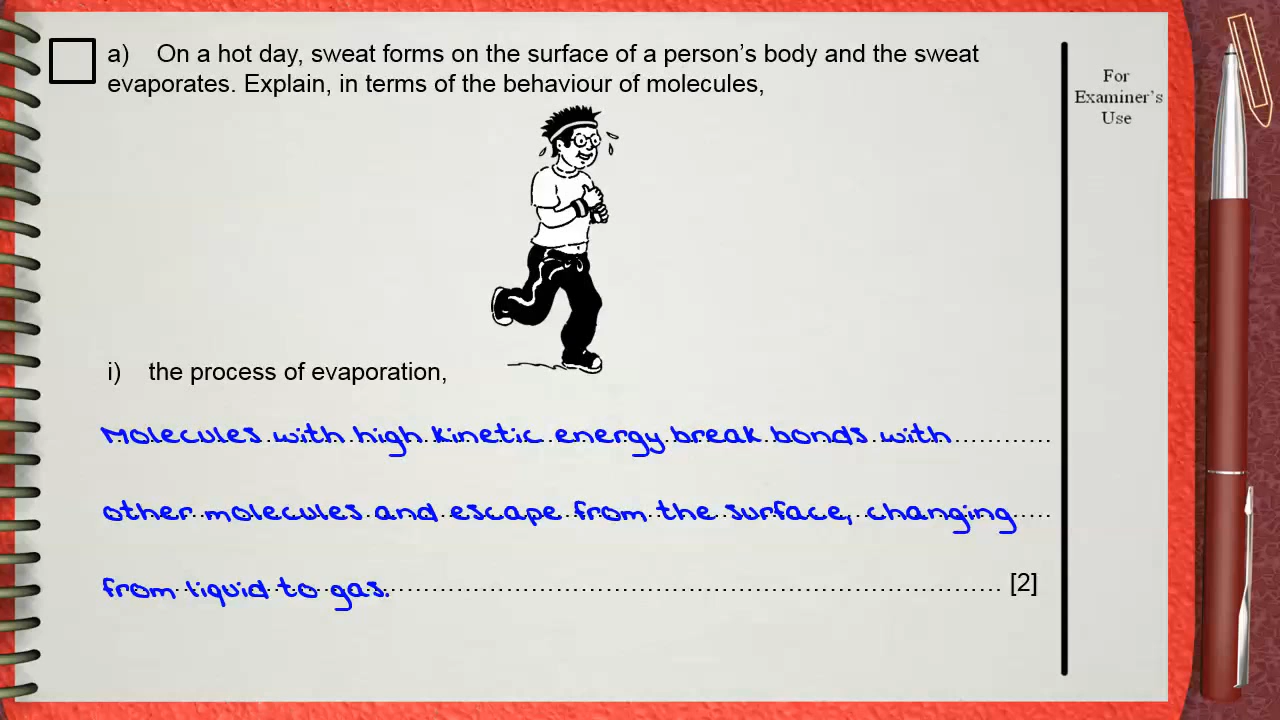 a) On a hot day, sweat forms on the surface of a person's body and the sweat
evaporates. Explain, in terms of the behaviour of molecules,
For
Examiner's
Use
i) the process of evaporation,
Molecules with high kinetic energy break bonds with
other molecules and escape from the surface, changing
from liquid to gas. [2]